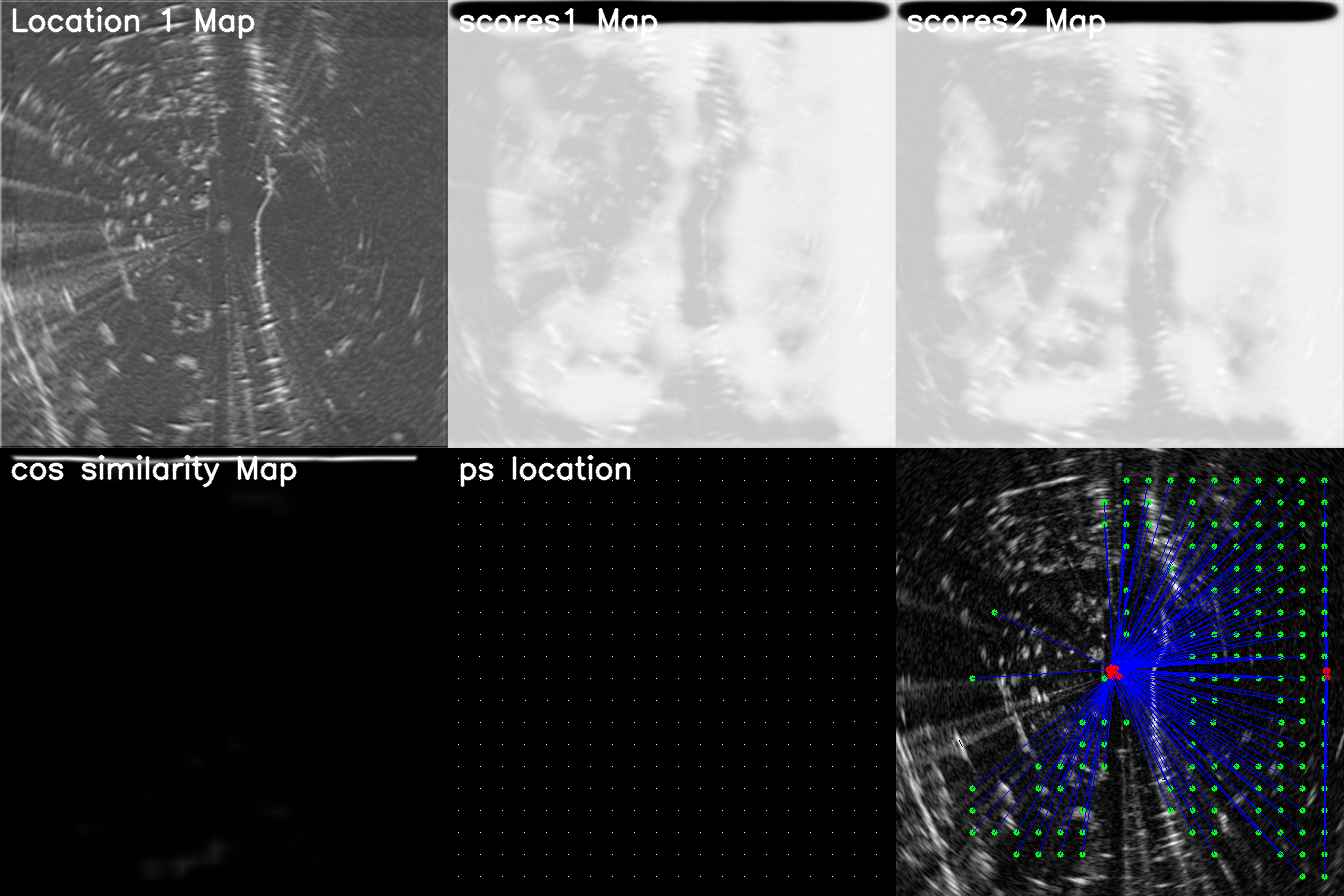 Location 1 Map
scores1 Map
scores2 Map
cos similarity Map
ps location